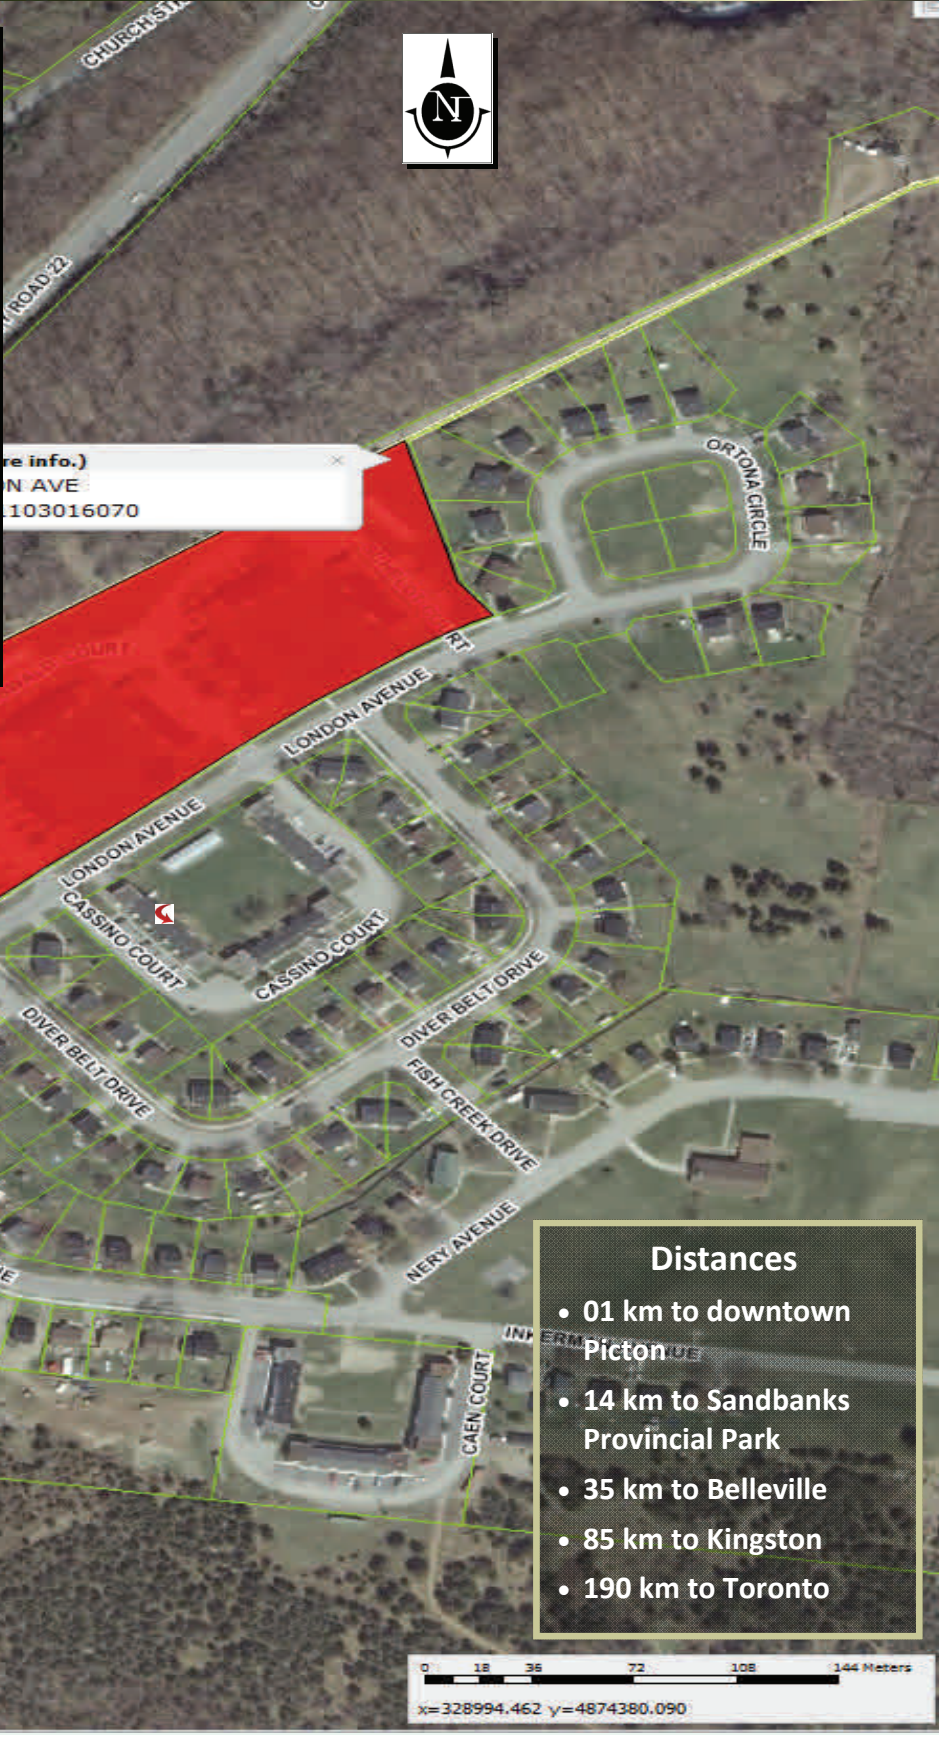 CHURCH ST
N
ROAD 22
re info.)
N AVE
1103016070
ORTONA CIRCLE
RT
LONDON AVENUE
LONDON AVENUE
CASSINO COURT
CASSINO COURT
DIVER BELT DRIVE
DIVER BELT DRIVE
FISH CREEK DRIVE
NERY AVENUE
CAEN COURT
Distances
• 01 km to downtown
Picton
• 14 km to Sandbanks
Provincial Park
• 35 km to Belleville
• 85 km to Kingston
• 190 km to Toronto
0 18 36 72 108 144 Meters
x=328994.462 y=4874380.090